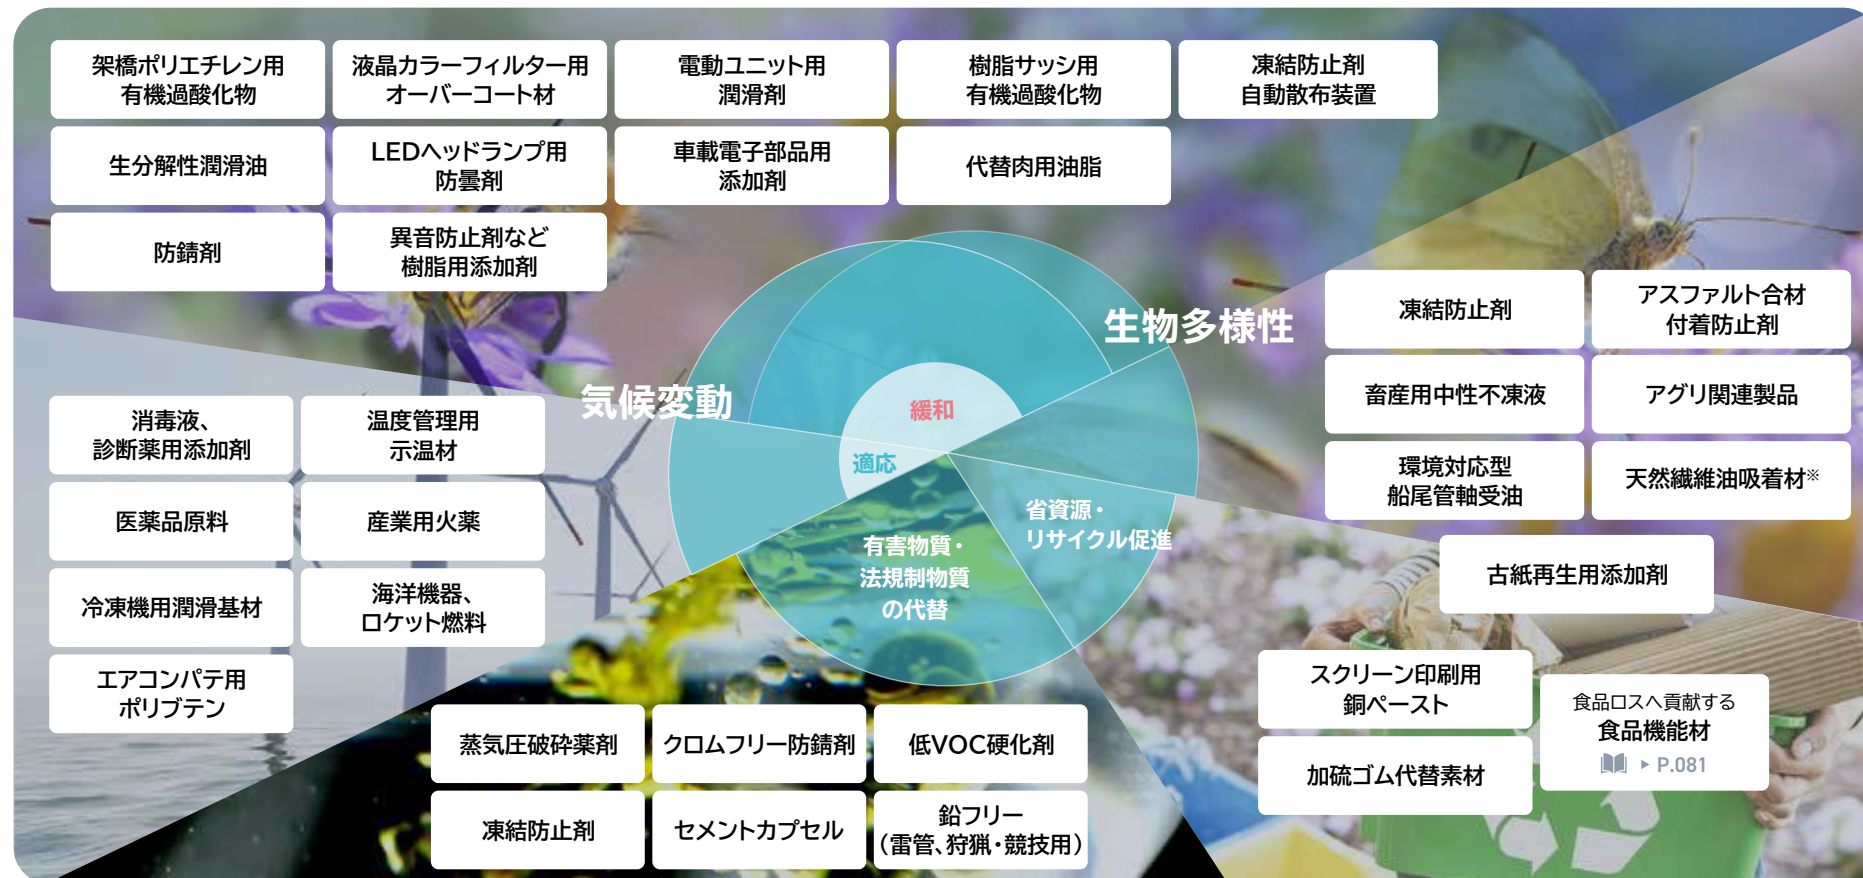 架橋ポリエチレン用
有機過酸化物
液晶カラーフィルター用
オーバーコート材
電動ユニット用
潤滑剤
樹脂サッシ用
有機過酸化物
凍結防止剤
自動散布装置
生分解性潤滑油
LEDヘッドランプ用
防曇剤
車載電子部品用
添加剤
代替肉用油脂
防錆剤
異音防止剤など
樹脂用添加剤
生物多様性
気候変動
緩和
適応
有害物質・
法規制物質
の代替
省資源・
リサイクル促進
凍結防止剤
アスファルト合材
付着防止剤
畜産用中性不凍液
アグリ関連製品
環境対応型
船尾管軸受油
天然繊維油吸着材※
消毒液、
診断薬用添加剤
温度管理用
示温材
医薬品原料
産業用火薬
冷凍機用潤滑基材
海洋機器、
ロケット燃料
エアコンパテ用
ポリブテン
古紙再生用添加剤
スクリーン印刷用
銅ペースト
食品ロスへ貢献する
食品機能材
▶ P.081
加硫ゴム代替素材
蒸気圧破砕薬剤
クロムフリー防錆剤
低VOC硬化剤
凍結防止剤
セメントカプセル
鉛フリー
（雷管、狩猟・競技用）